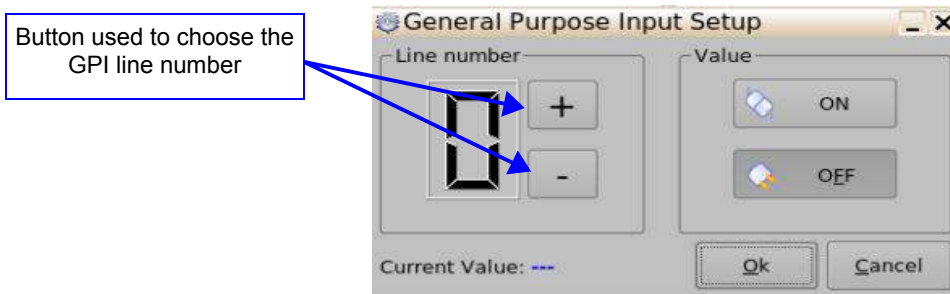 Button used to choose the
GPI line number
General Purpose Input Setup
Line number
Value
0
+
-
ON
OFF
Current Value: ---
Ok
Cancel